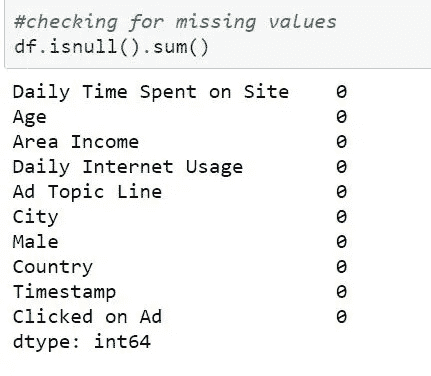 #checking for missing values
df.isnull().sum()
Daily Time Spent on Site 0
Age 0
Area Income 0
Daily Internet Usage 0
Ad Topic Line 0
City 0
Male 0
Country 0
Timestamp 0
Clicked on Ad 0
dtype: int64